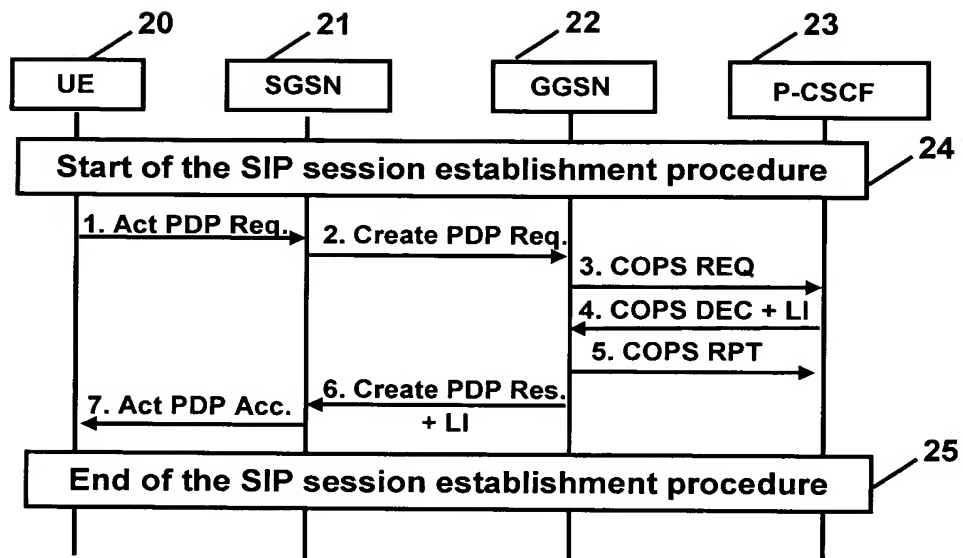 20
21
22
23
UE
SGSN
GGSN
P-CSCF
Start of the SIP session establishment procedure
24
1. Act PDP Req.
2. Create PDP Req.
3. COPS REQ
4. COPS DEC + LI
5. COPS RPT
6. Create PDP Res.
+ LI
7. Act PDP Acc.
End of the SIP session establishment procedure
25